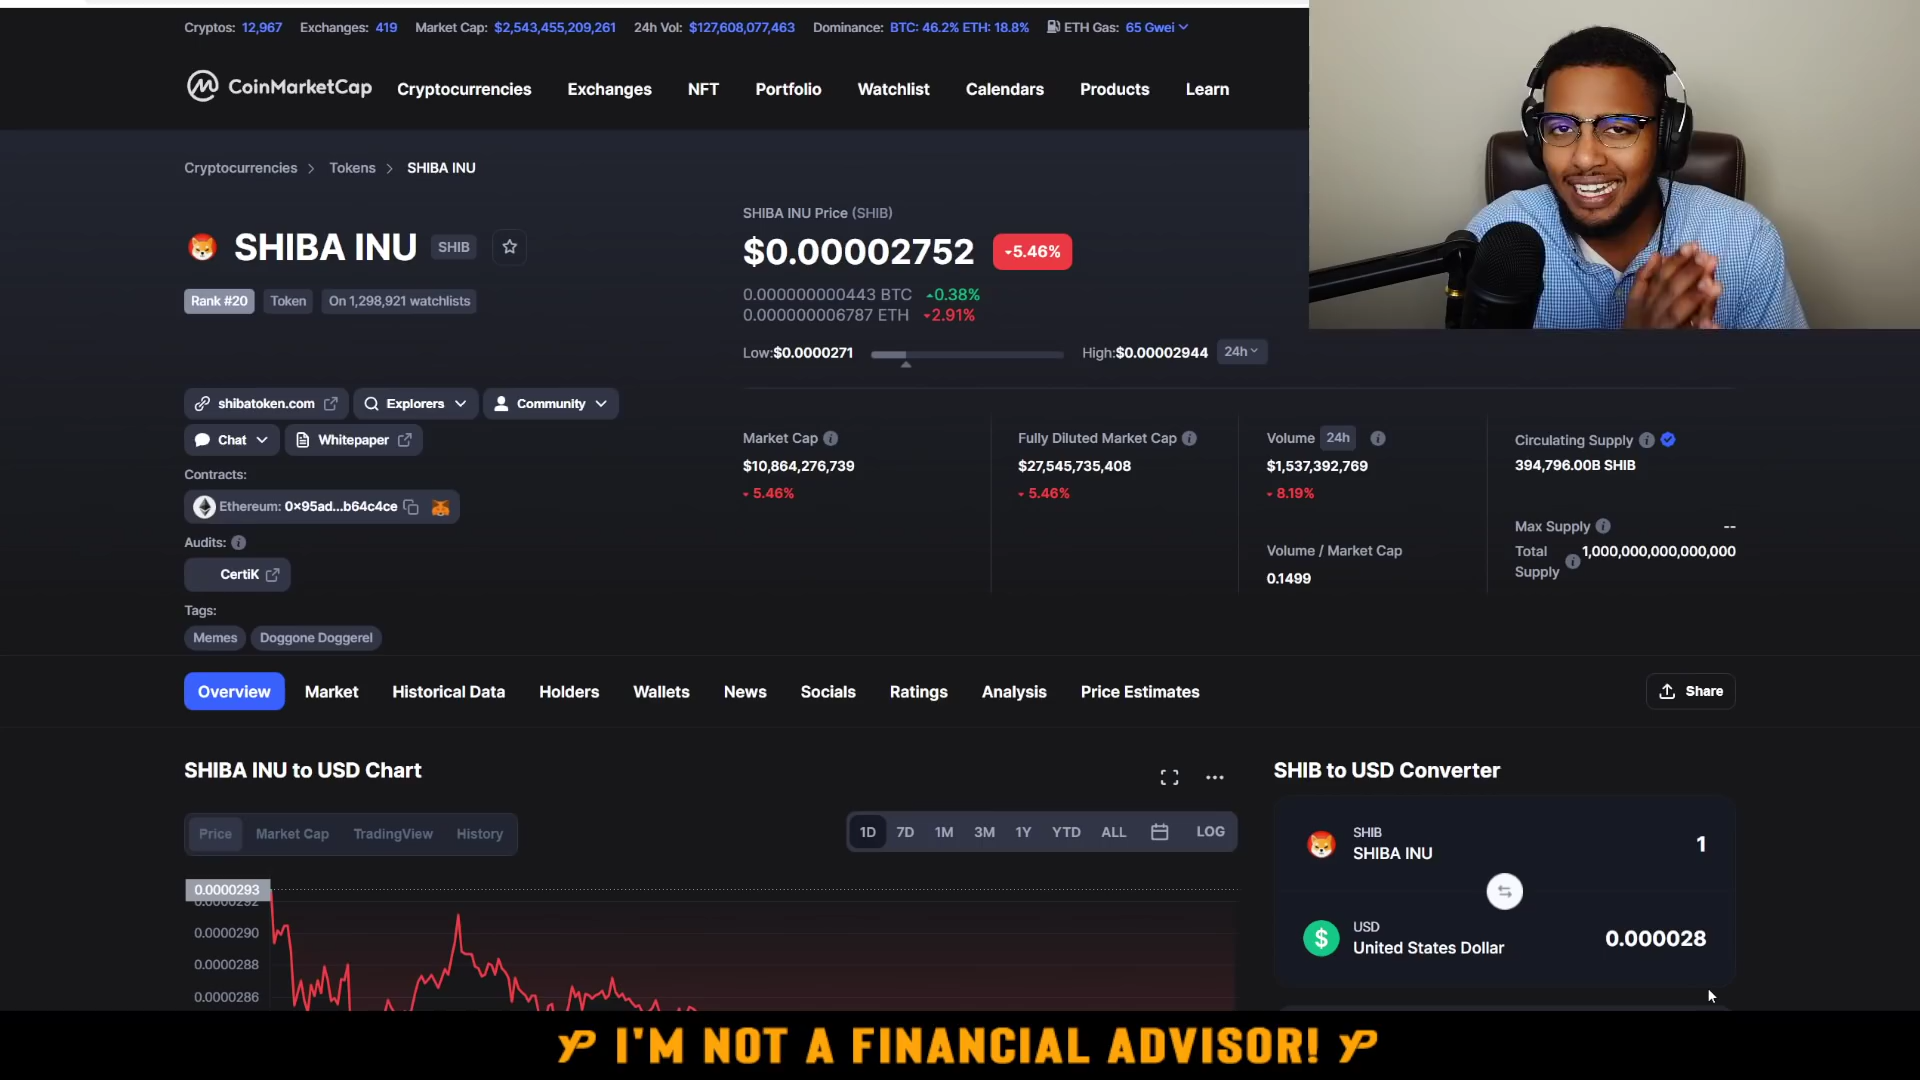 Cryptos: 12,967 Exchanges: 419 Market Cap: $2,543,455,209,261 24h Vol: $127,608,077,463 Dominance: BTC: 46.2% ETH: 18.8% ETH Gas: 65 Gwei
CoinMarketCap Cryptocurrencies Exchanges NFT Portfolio Watchlist Calendars Products Learn
Cryptocurrencies > Tokens > SHIBA INU
SHIBA INU SHIB
Rank #20 Token On 1,298,921 watchlists
shibatoken.com Explorers Community
Chat Whitepaper
Contracts:
Ethereum: 0x95ad...b64c4ce
Audits:
CertiK
Tags:
Memes Doggone Doggerel
SHIBA INU Price (SHIB)
$0.00002752 5.46%
0.000000000443 BTC 0.38%
0.000000006787 ETH 2.91%
Low:$0.0000271 High:$0.00002944 24h
Market Cap
$10,864,276,739
5.46%
Fully Diluted Market Cap
$27,545,735,408
5.46%
Volume 24h
$1,537,392,769
8.19%
Volume / Market Cap
0.1499
Circulating Supply
394,796.00B SHIB
Max Supply --
Total Supply 1,000,000,000,000,000
Overview Market Historical Data Holders Wallets News Socials Ratings Analysis Price Estimates Share
SHIBA INU to USD Chart
Price Market Cap TradingView History 1D 7D 1M 3M 1Y YTD ALL LOG
0.0000293
0.0000292
0.0000290
0.0000288
0.0000286
SHIB to USD Converter
SHIB
SHIBA INU 1
USD
United States Dollar 0.000028
YP I'M NOT A FINANCIAL ADVISOR! YP